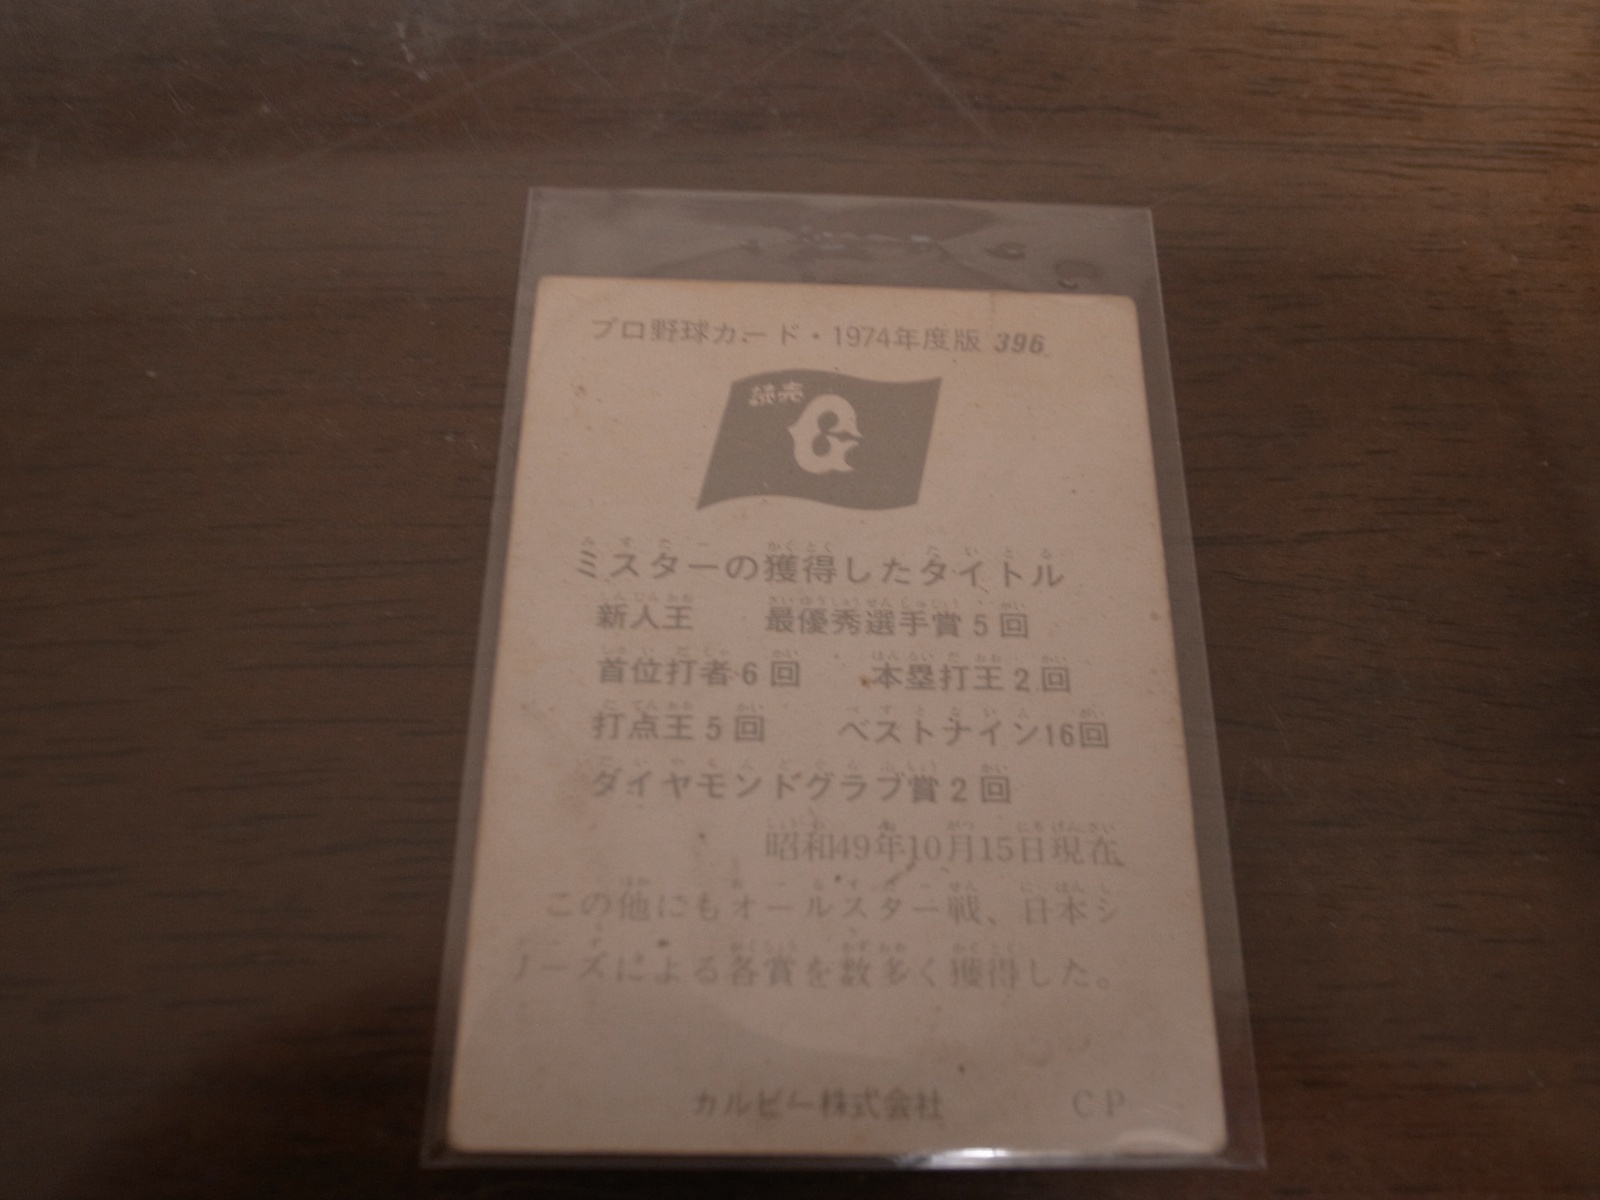 プロ野球カード・1974年度版 396
読売
G
ミスターの獲得したタイトル
新人王 最優秀選手賞5回
首位打者6回 本塁打王2回
打点王5回 ベストナイン16回
ダイヤモンドグラブ賞2回
昭和49年10月15日現在
この他にもオールスター戦、日本シ
リーズによる各賞を数多く獲得した。
カルビー株式会社 CP